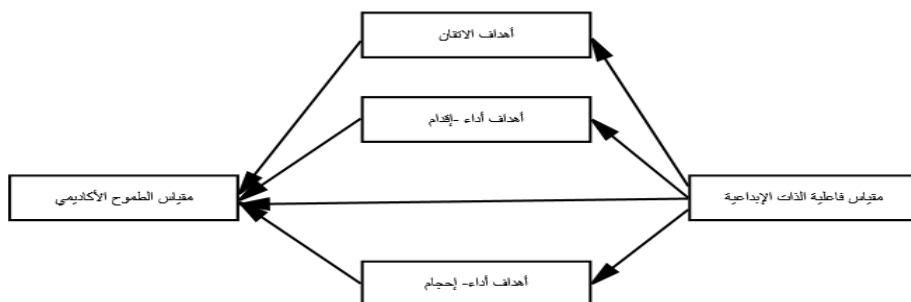 أهداف الاتقان
أهداف أداء -إقدام
مقياس فاعلية الذات الإبداعية
مقياس الطموح الأكاديمي
أهداف أداء- إحجام